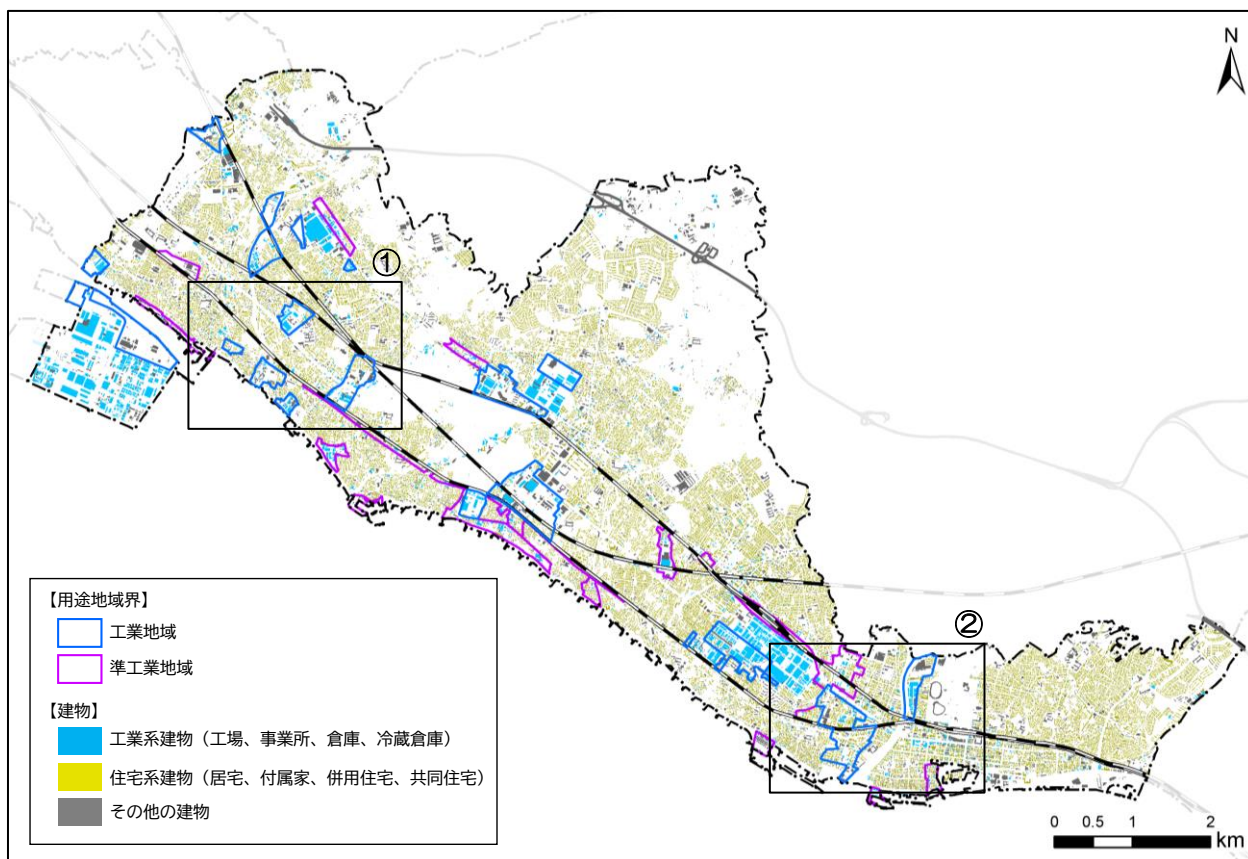 N
①
②
【用途地域界】
工業地域
準工業地域
【建物】
工業系建物（工場、事業所、倉庫、冷蔵倉庫）
住宅系建物（居宅、付属家、併用住宅、共同住宅）
その他の建物
0 0.5 1 2
km